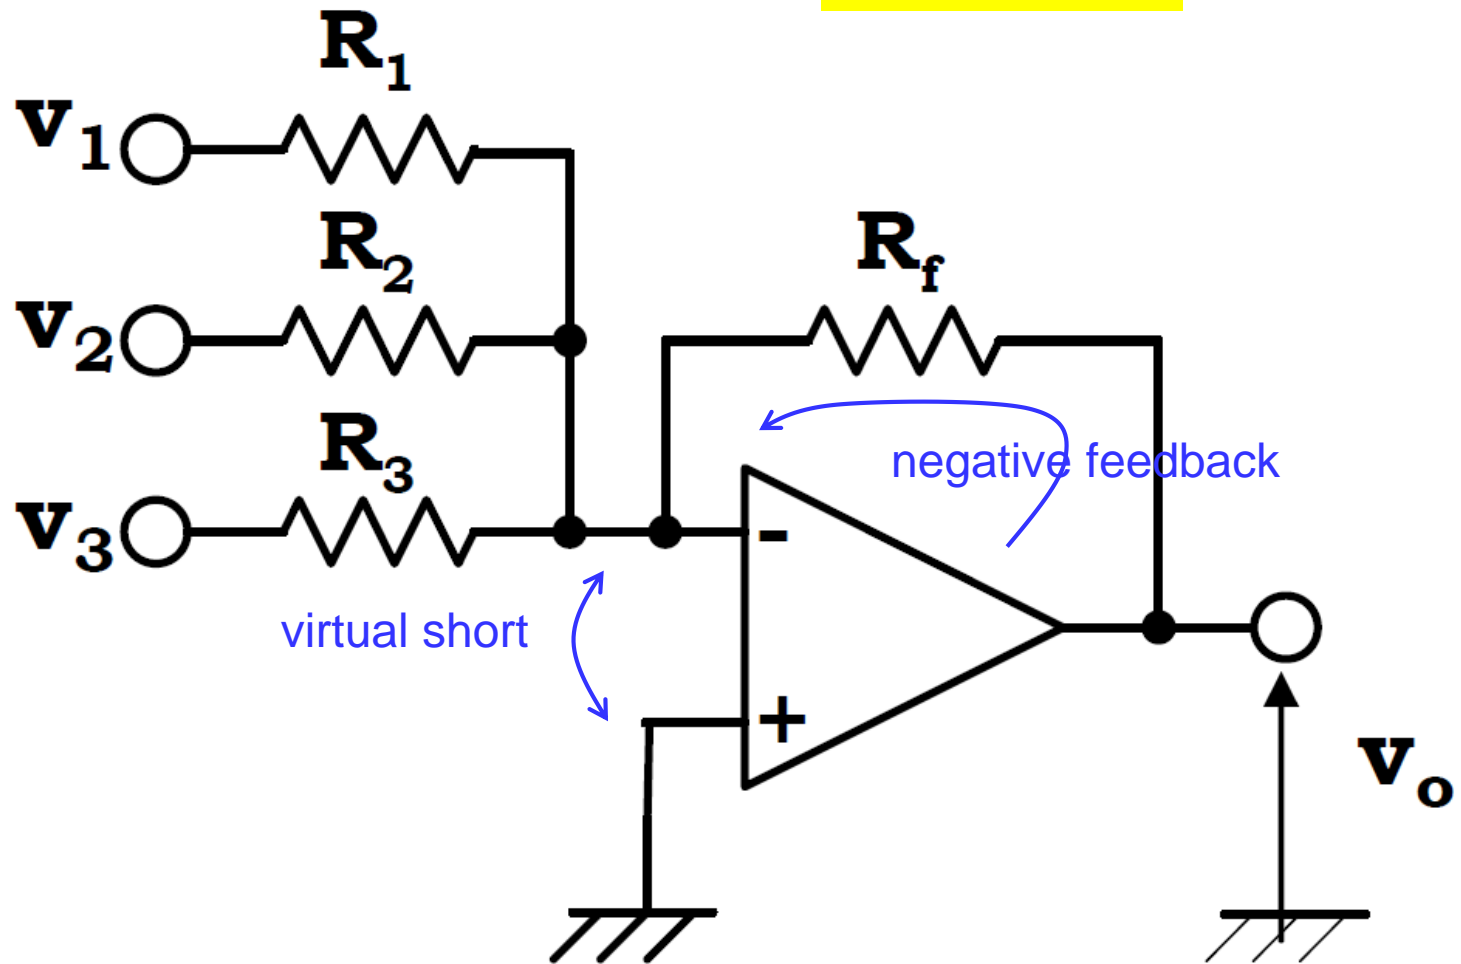 R1
v1
R2
Rf
v2
R3
negative feedback
v3
-
virtual short
+
vo